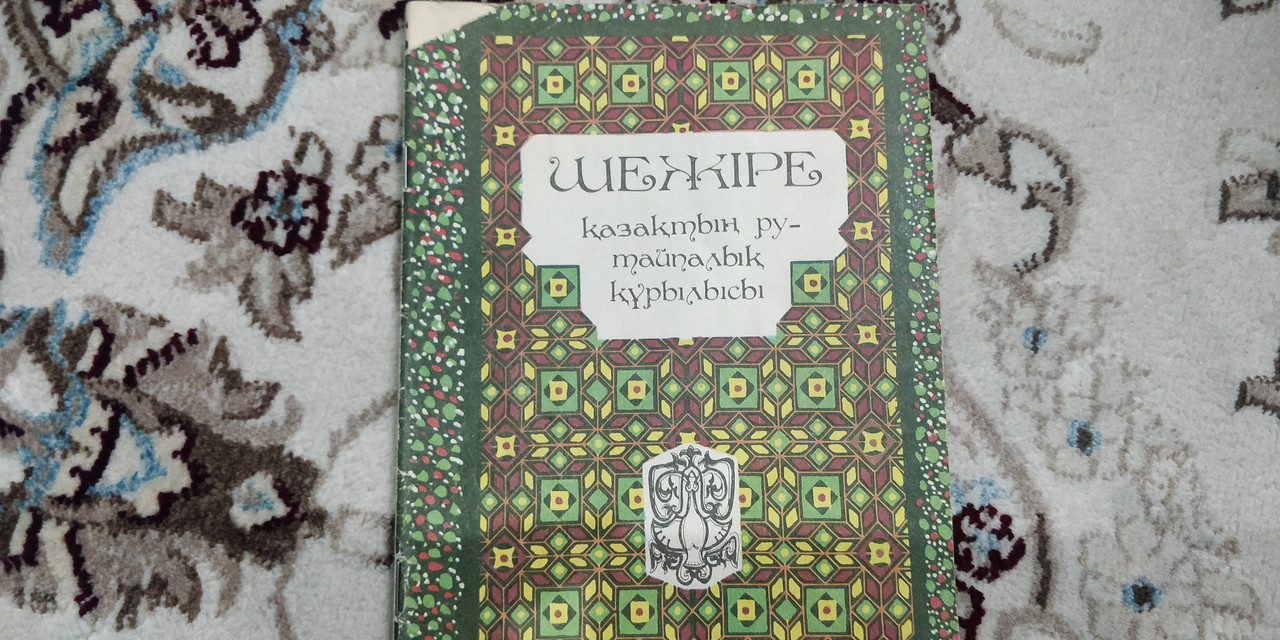 ШЕЖІРЕ
қазақтың ру-
тайпалық
құрылысы